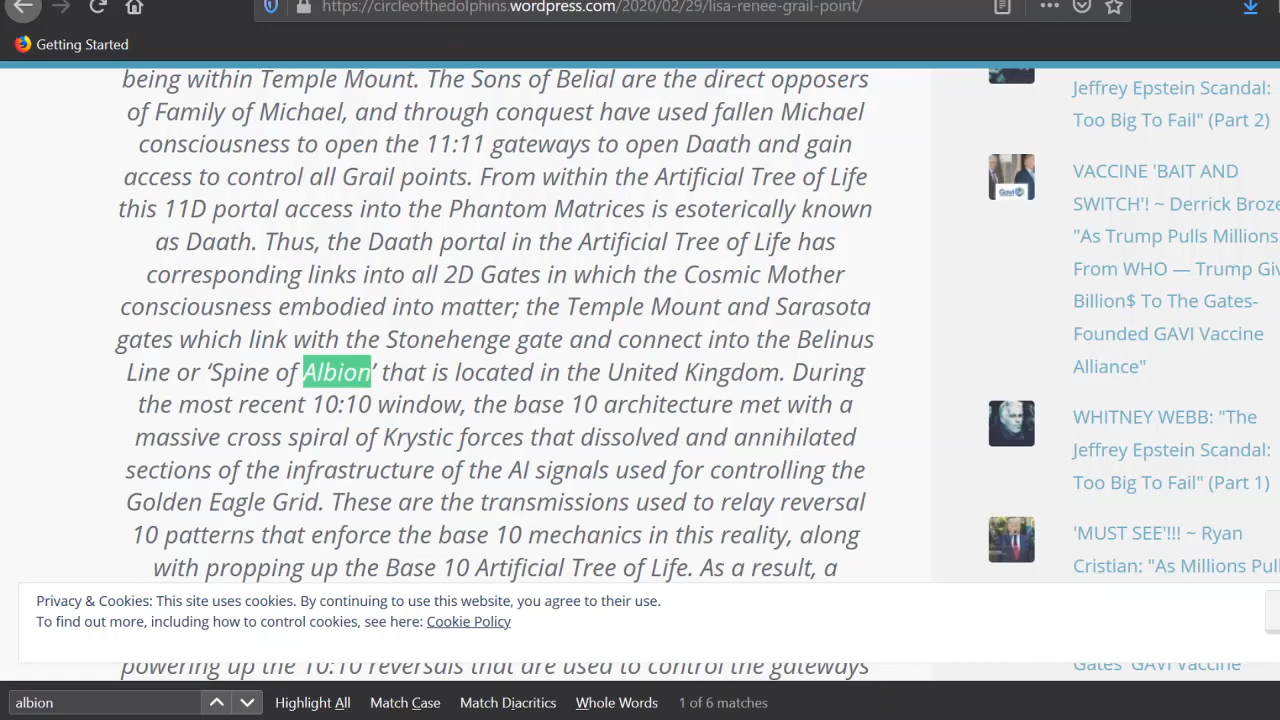 https://circleofthedolphins.wordpress.com/2020/02/29/lisa-renee-grail-point/
Getting Started
being within Temple Mount. The Sons of Belial are the direct opposers
of Family of Michael, and through conquest have used fallen Michael
consciousness to open the 11:11 gateways to open Daath and gain
access to control all Grail points. From within the Artificial Tree of Life
this 11D portal access into the Phantom Matrices is esoterically known
as Daath. Thus, the Daath portal in the Artificial Tree of Life has
corresponding links into all 2D Gates in which the Cosmic Mother
consciousness embodied into matter; the Temple Mount and Sarasota
gates which link with the Stonehenge gate and connect into the Belinus
Line or ‘Spine of Albion’ that is located in the United Kingdom. During
the most recent 10:10 window, the base 10 architecture met with a
massive cross spiral of Krystic forces that dissolved and annihilated
sections of the infrastructure of the AI signals used for controlling the
Golden Eagle Grid. These are the transmissions used to relay reversal
10 patterns that enforce the base 10 mechanics in this reality, along
with propping up the Base 10 Artificial Tree of Life. As a result, a
powering up the 10:10 reversals that are used to control the gateways
Jeffrey Epstein Scandal:
Too Big To Fail" (Part 2)
VACCINE 'BAIT AND
SWITCH'! ~ Derrick Broze
"As Trump Pulls Millions
From WHO — Trump Giv
Billion$ To The Gates-
Founded GAVI Vaccine
Alliance"
WHITNEY WEBB: "The
Jeffrey Epstein Scandal:
Too Big To Fail" (Part 1)
'MUST SEE'!!! ~ Ryan
Cristian: "As Millions Pull
Gates' GAVI Vaccine
Privacy & Cookies: This site uses cookies. By continuing to use this website, you agree to their use.
To find out more, including how to control cookies, see here: Cookie Policy
albion
Highlight All
Match Case
Match Diacritics
Whole Words
1 of 6 matches